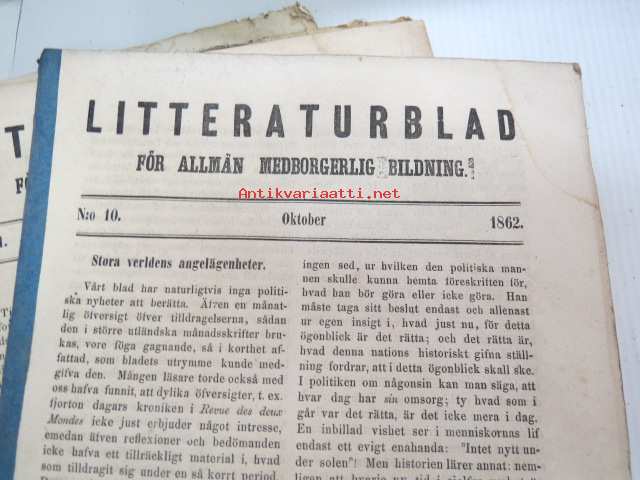 LITTERATURBLAD
FÖR ALLMÄN MEDBORGERLIG BILDNING.
Antikvariaatti.net
N:o 10. Oktober 1862.
Stora verldens angelägenheter.
Vårt blad har naturligtvis inga politi-
ska nyheter att berätta. Äfven en månat-
lig öfversigt öfver tilldragelserna, sådan
den i större utländska månadsskrifter bru-
kas, vore föga gagnande, så i korthet af-
fattad, som bladets utrymme kunde med-
gifva den. Mången läsare torde också med
oss hafva funnit, att dylika öfversigter, t. ex.
fjorton dagars kroniken i Revue des deux
Mondes icke just erbjuder något intresse,
emedan äfven reflexioner och bedömanden
icke hafva ett tillräckligt material i, hvad
som tilldragit sig under en så kort period.
ingen sed, ur hvilken den politiska man-
nen skulle kunna hemta föreskriften för,
hvad han bör göra eller icke göra. Han
måste taga sitt beslut endast och allenast
ur egen insigt i, hvad just nu, för detta
ögonblick är det rätta; och det rätta är,
hvad denna nations historiskt gifna ställ-
ning fordrar, att i detta ögonblick skall ske.
I politiken om någonsin kan man säga, att
hvar dag har sin omsorg; ty hvad som i
går var det rätta, är det icke mera i dag.
En inbillad vishet ser i menniskornas lif
endast ett evigt enahanda: "Intet nytt un-
der solen"! Men historien lärer annat: nem-